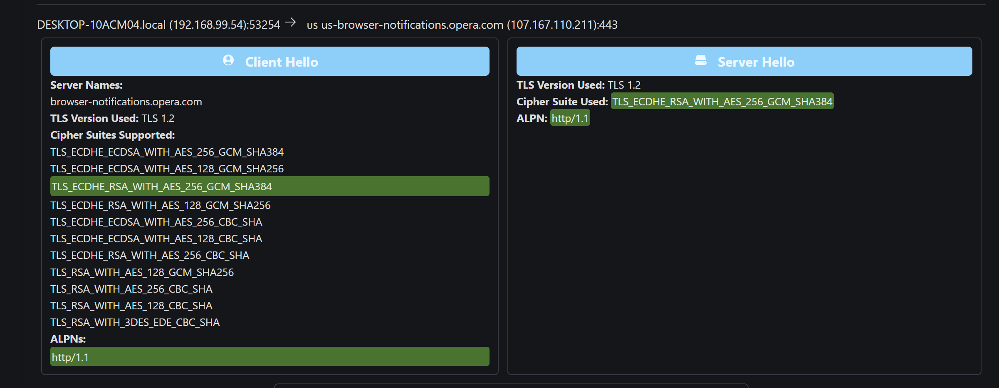 DESKTOP-10ACM04.local (192.168.99.54):53254 → us us-browser-notifications.opera.com (107.167.110.211):443
Client Hello
Server Names:
browser-notifications.opera.com
TLS Version Used: TLS 1.2
Cipher Suites Supported:
TLS_ECDHE_ECDSA_WITH_AES_256_GCM_SHA384
TLS_ECDHE_ECDSA_WITH_AES_128_GCM_SHA256
TLS_ECDHE_RSA_WITH_AES_256_GCM_SHA384
TLS_ECDHE_RSA_WITH_AES_128_GCM_SHA256
TLS_ECDHE_ECDSA_WITH_AES_256_CBC_SHA
TLS_ECDHE_ECDSA_WITH_AES_128_CBC_SHA
TLS_ECDHE_RSA_WITH_AES_256_CBC_SHA
TLS_RSA_WITH_AES_128_GCM_SHA256
TLS_RSA_WITH_AES_256_CBC_SHA
TLS_RSA_WITH_AES_128_CBC_SHA
TLS_RSA_WITH_3DES_EDE_CBC_SHA
ALPNs:
http/1.1
Server Hello
TLS Version Used: TLS 1.2
Cipher Suite Used: TLS_ECDHE_RSA_WITH_AES_256_GCM_SHA384
ALPN: http/1.1